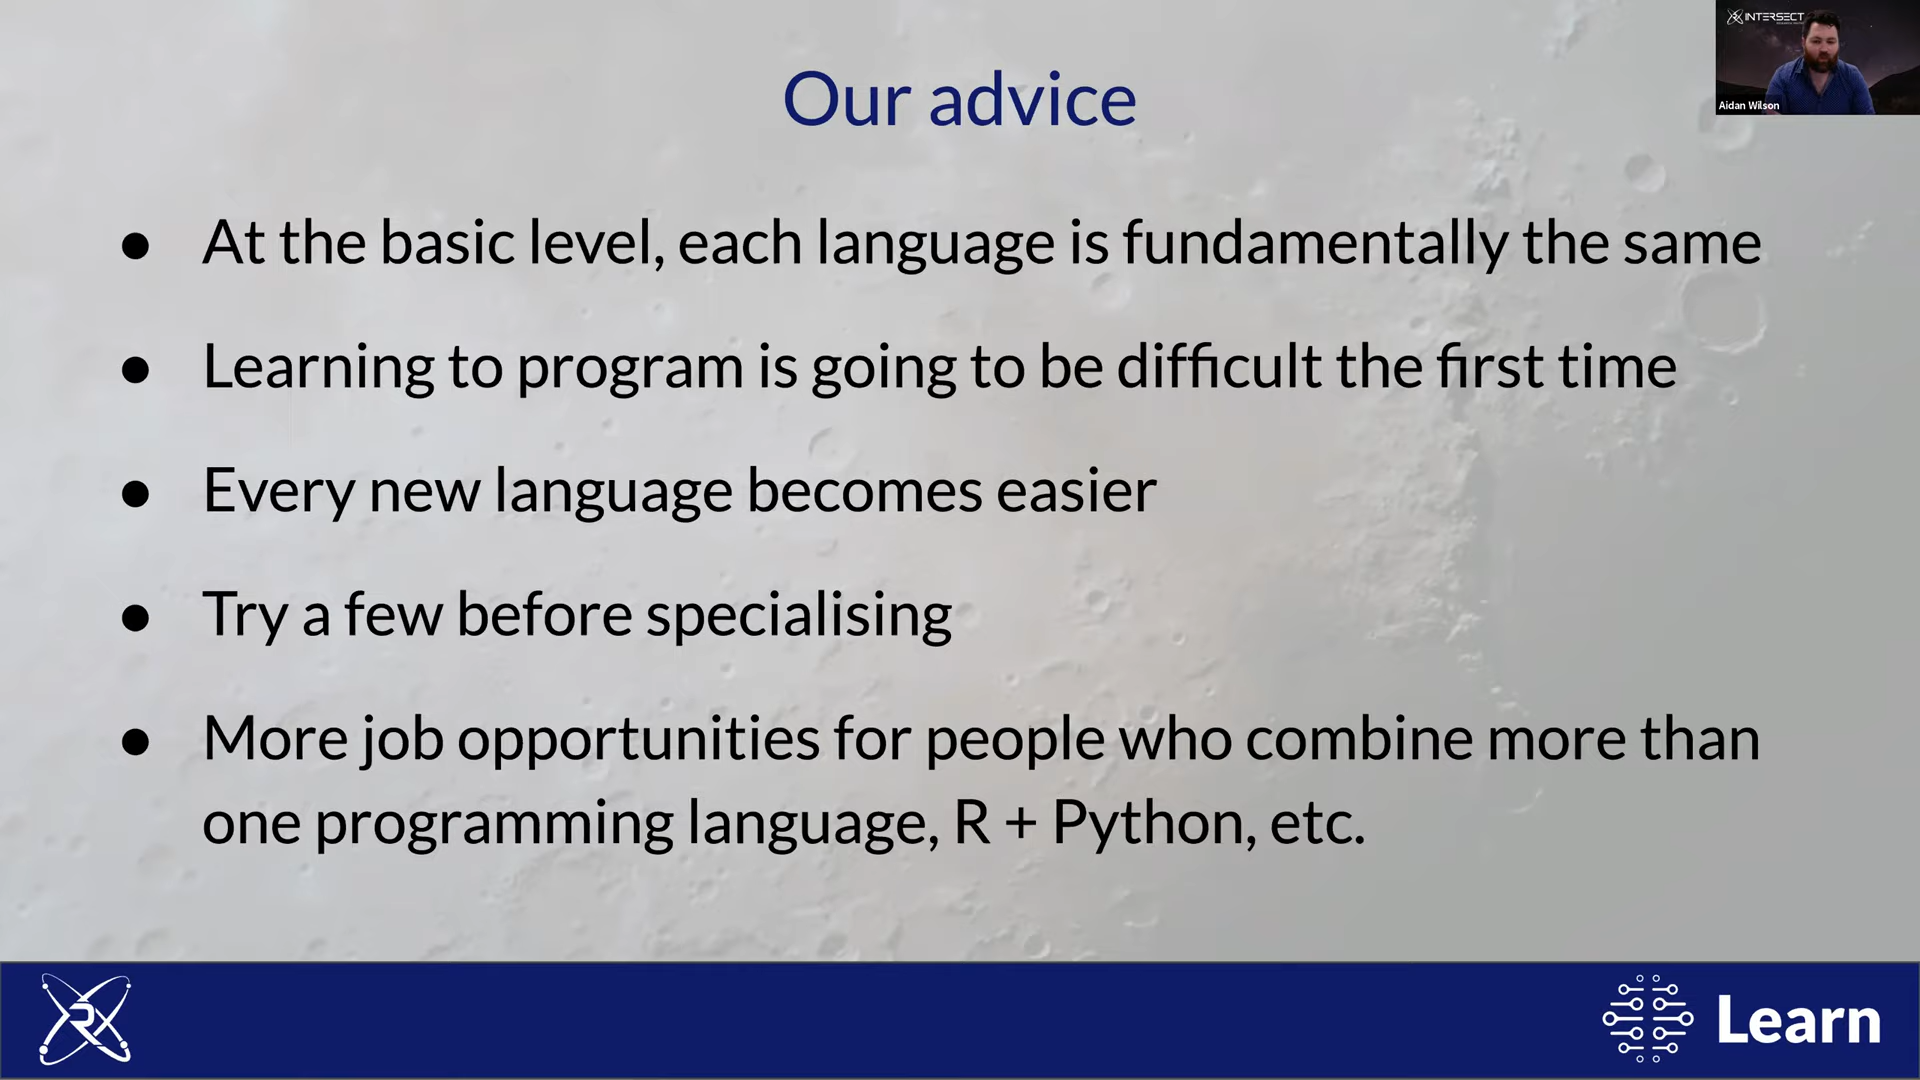 INTERSECT
Aidan Wilson
Our advice
● At the basic level, each language is fundamentally the same
● Learning to program is going to be difficult the first time
● Every new language becomes easier
● Try a few before specialising
● More job opportunities for people who combine more than
one programming language, R + Python, etc.
R
Learn